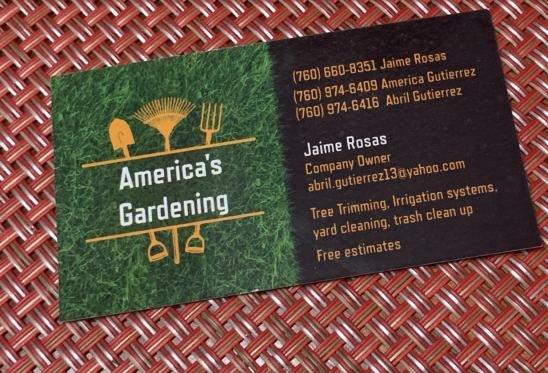 America's
Gardening
(760) 660-8351 Jaime Rosas
(760) 974-6409 America Gutierrez
(760) 974-6416 Abril Gutierrez
Jaime Rosas
Company Owner
abril.gutierrez13@yahoo.com
Tree Trimming, Irrigation systems,
yard cleaning, trash clean up
Free estimates